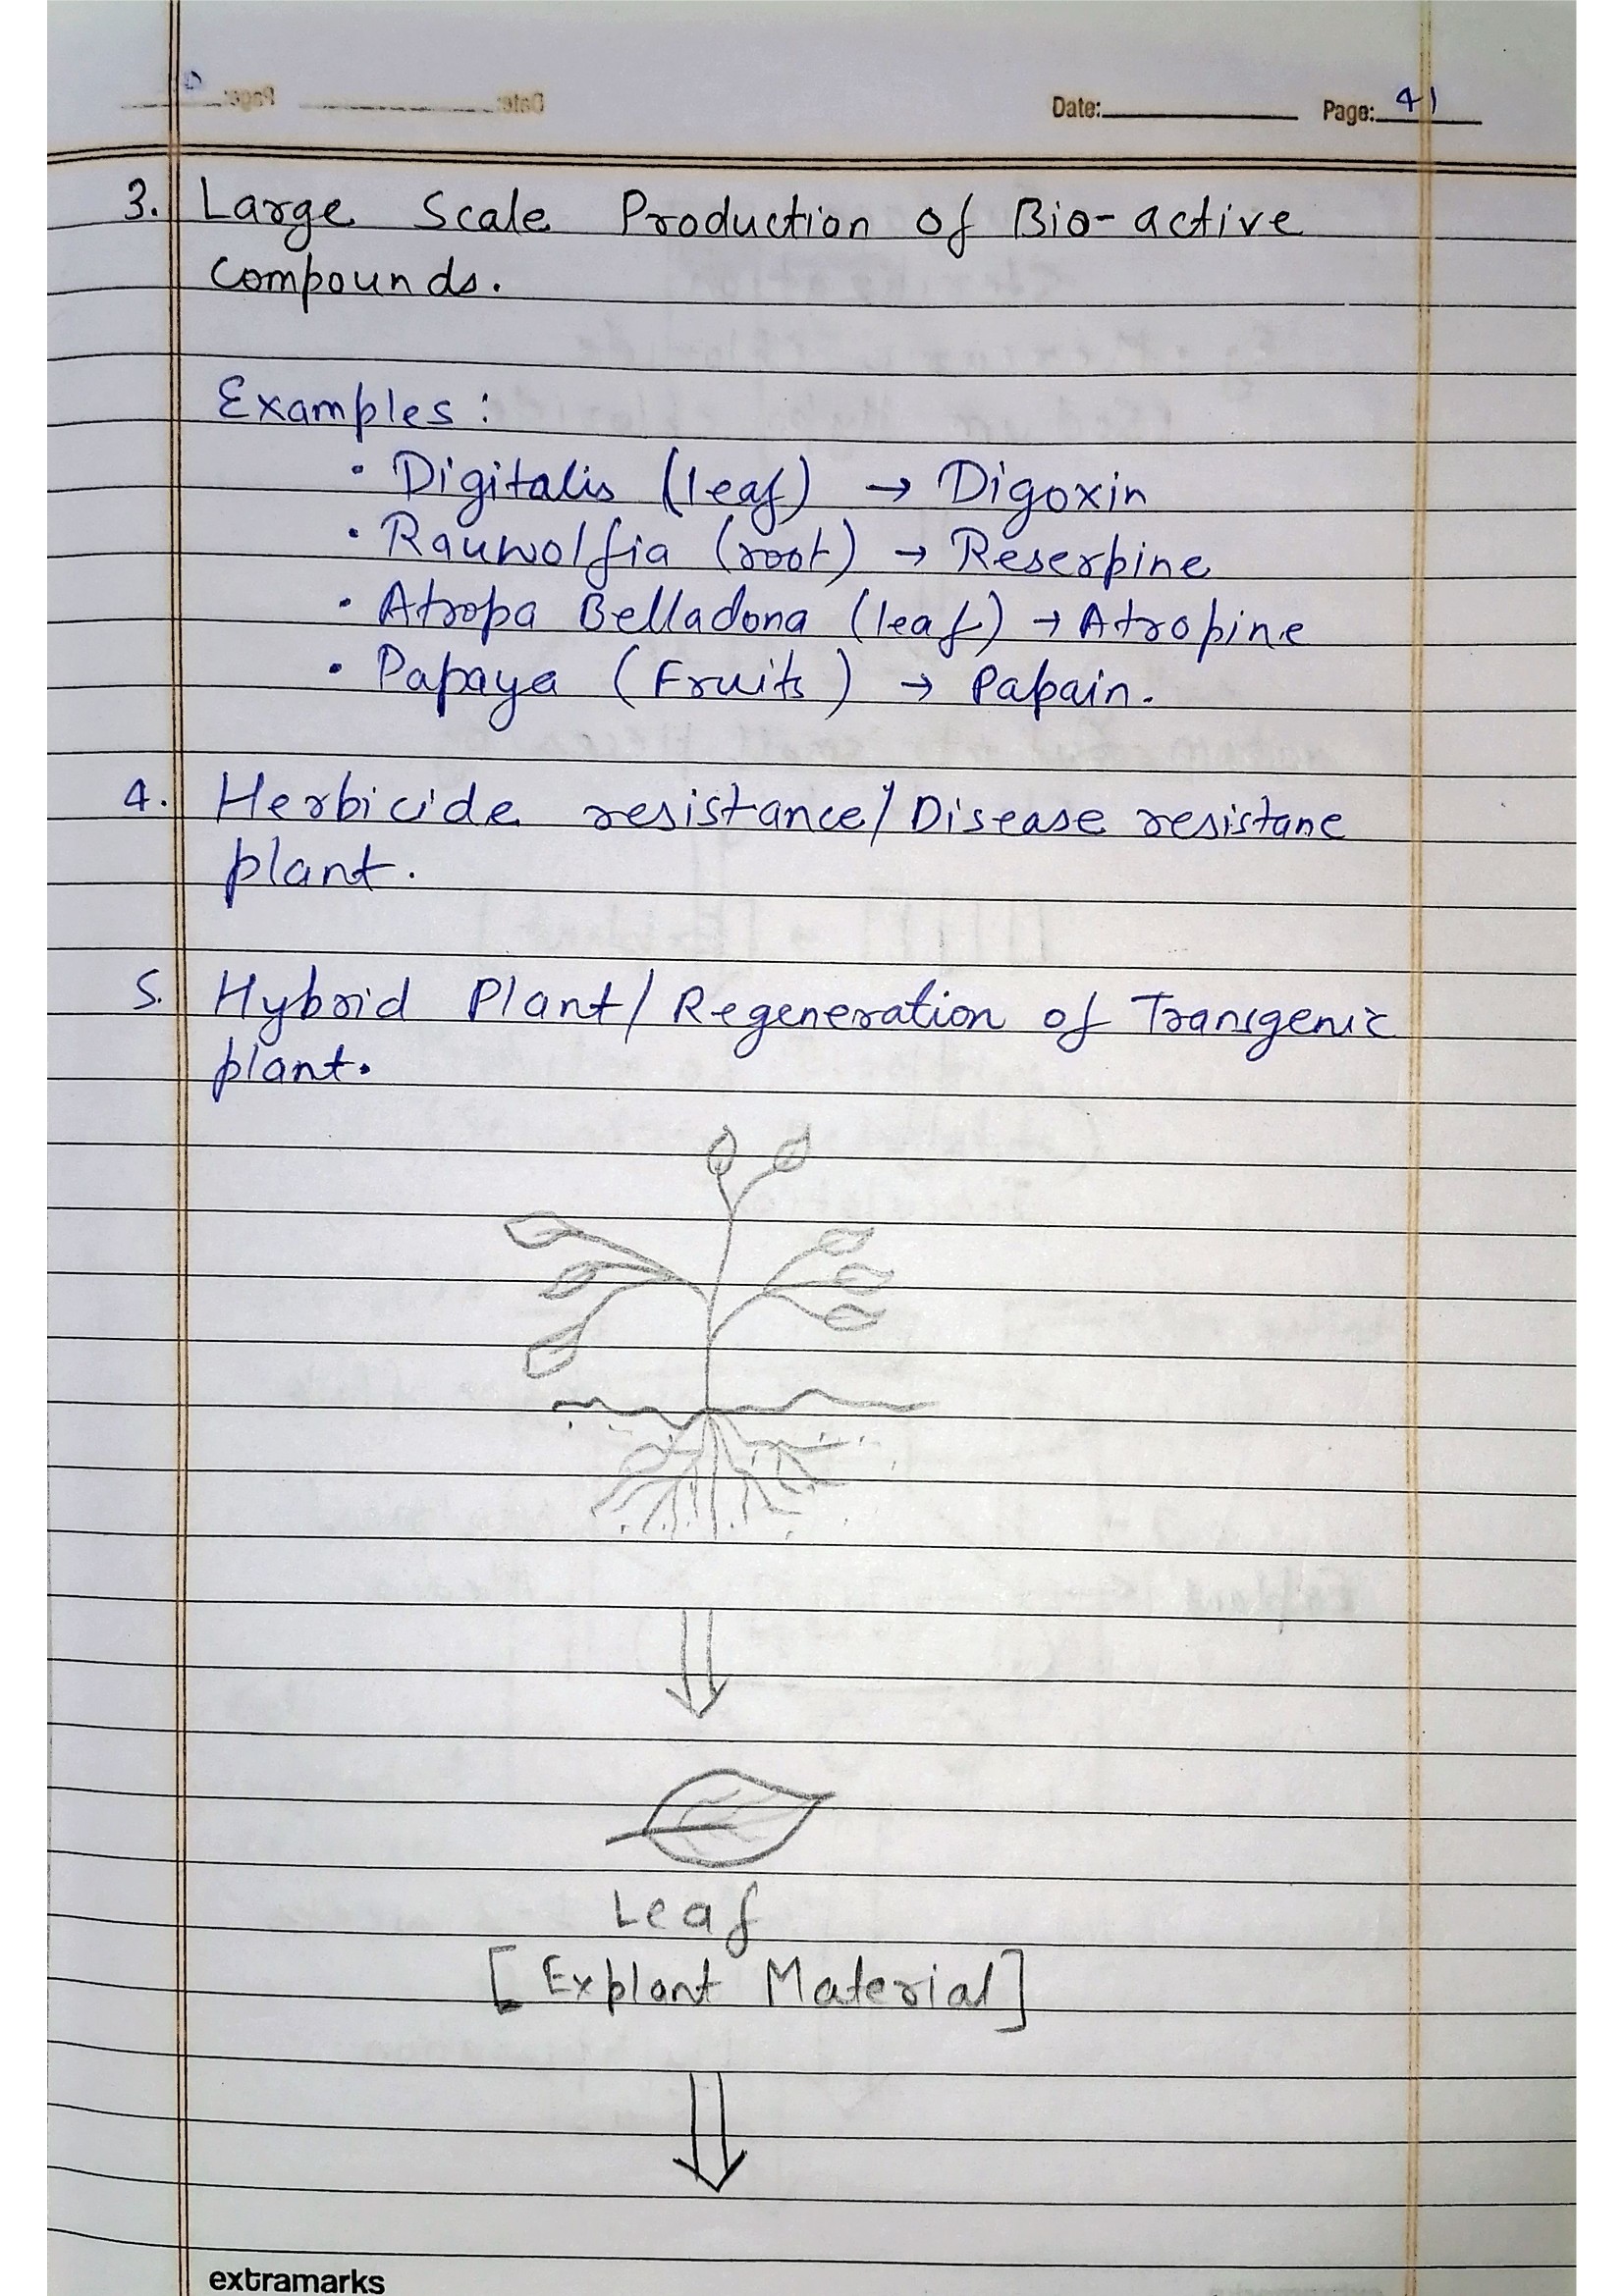 Date: Page: 41
3. Large Scale Production of Bio-active
Compounds.
Examples:
• Digitalis (leaf) → Digoxin
• Rauwolfia (root) → Reserpine
• Atropa Belladona (leaf) → Atropine
• Papaya (Fruits) → Papain.
4. Herbicide resistance/Disease resistane
plant.
5. Hybrid Plant/Regeneration of Transgenic
plant.
Leaf
[Explant Material]
extramarks